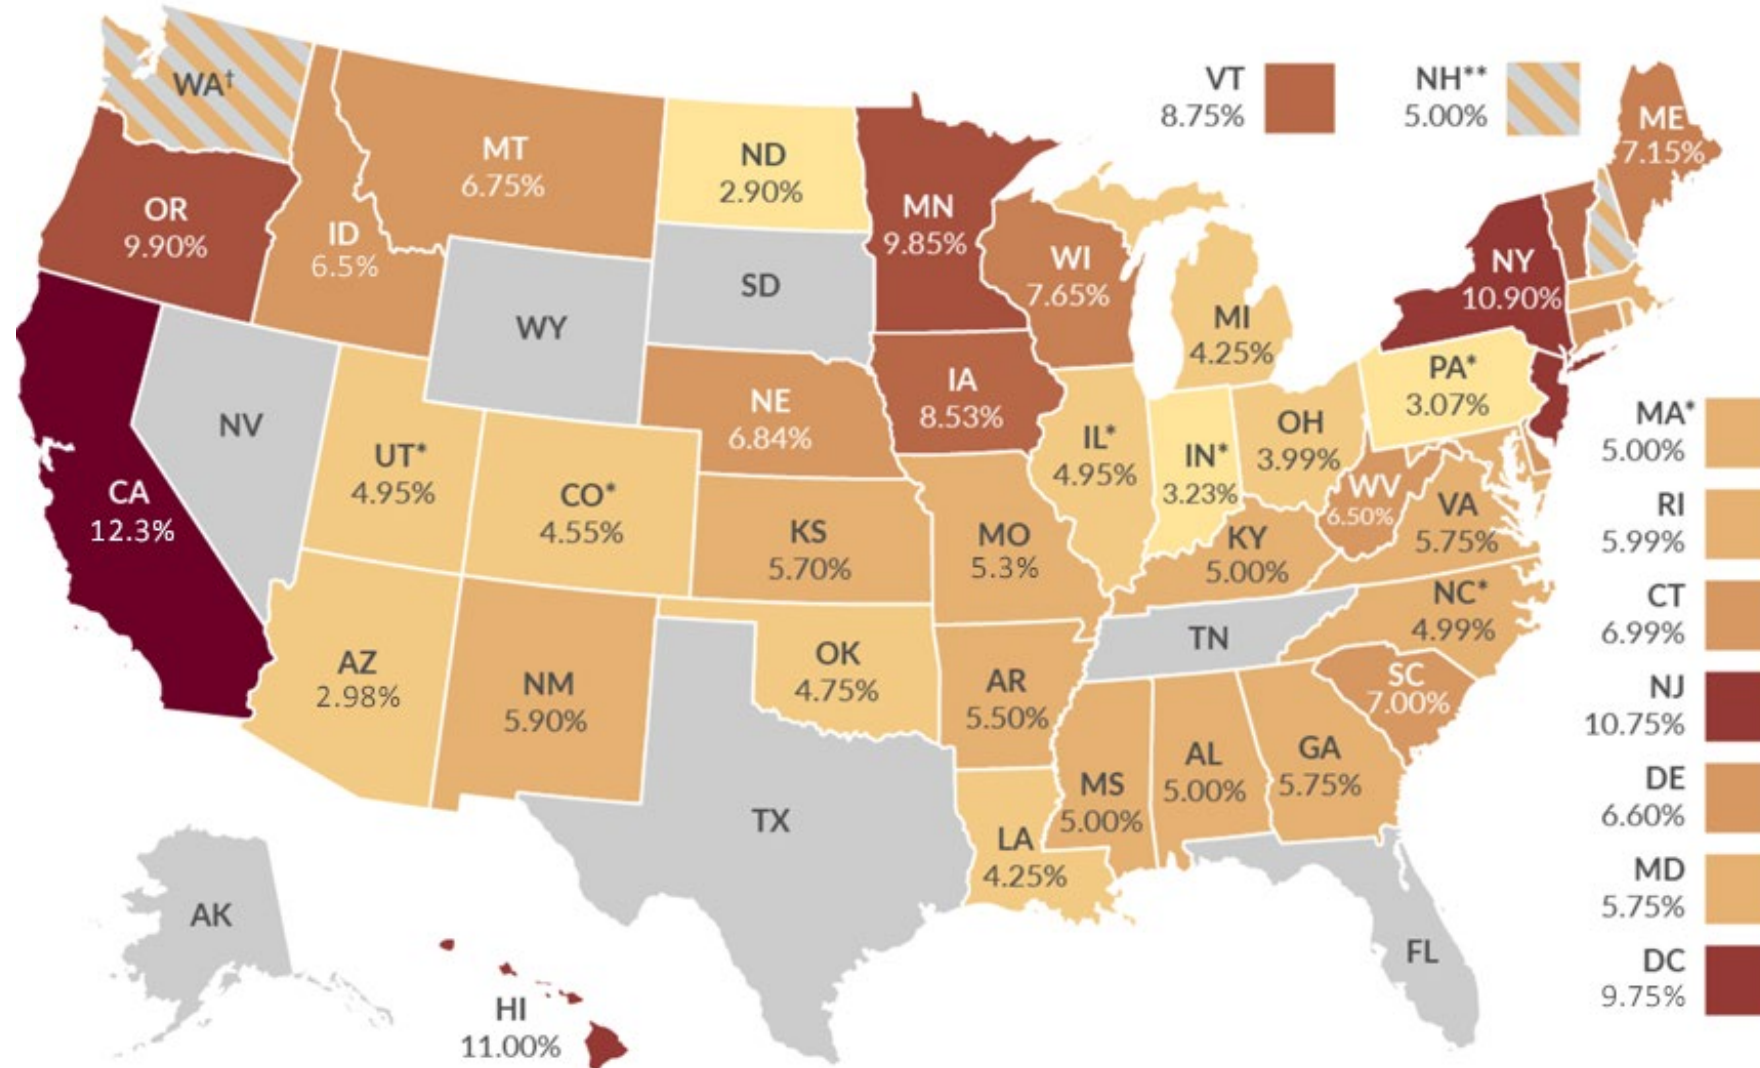 WA†
VT
8.75%
NH**
5.00%
ME
7.15%
MT
6.75%
ND
2.90%
OR
9.90%
ID
6.5%
MN
9.85%
WI
7.65%
NY
10.90%
SD
WY
MI
4.25%
PA*
3.07%
IA
8.53%
NE
6.84%
NV
UT*
4.95%
CO*
4.55%
IL*
4.95%
IN*
3.23%
OH
3.99%
MA*
5.00%
CA
12.3%
KS
5.70%
MO
5.3%
KY
5.00%
WV
6.50%
VA
5.75%
RI
5.99%
NC*
4.99%
CT
6.99%
TN
AZ
2.98%
NM
5.90%
OK
4.75%
AR
5.50%
SC
7.00%
NJ
10.75%
MS
5.00%
AL
5.00%
GA
5.75%
DE
6.60%
TX
LA
4.25%
MD
5.75%
AK
FL
DC
9.75%
HI
11.00%